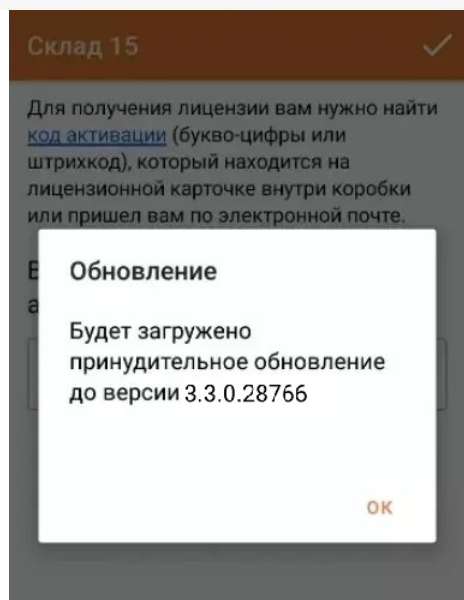 Склад 15
Для получения лицензии вам нужно найти
код активации (букво-цифры или
штрихкод), который находится на
лицензионной карточке внутри коробки
или пришел вам по электронной почте.
Обновление
Будет загружено
принудительное обновление
до версии 3.3.0.28766
ОК